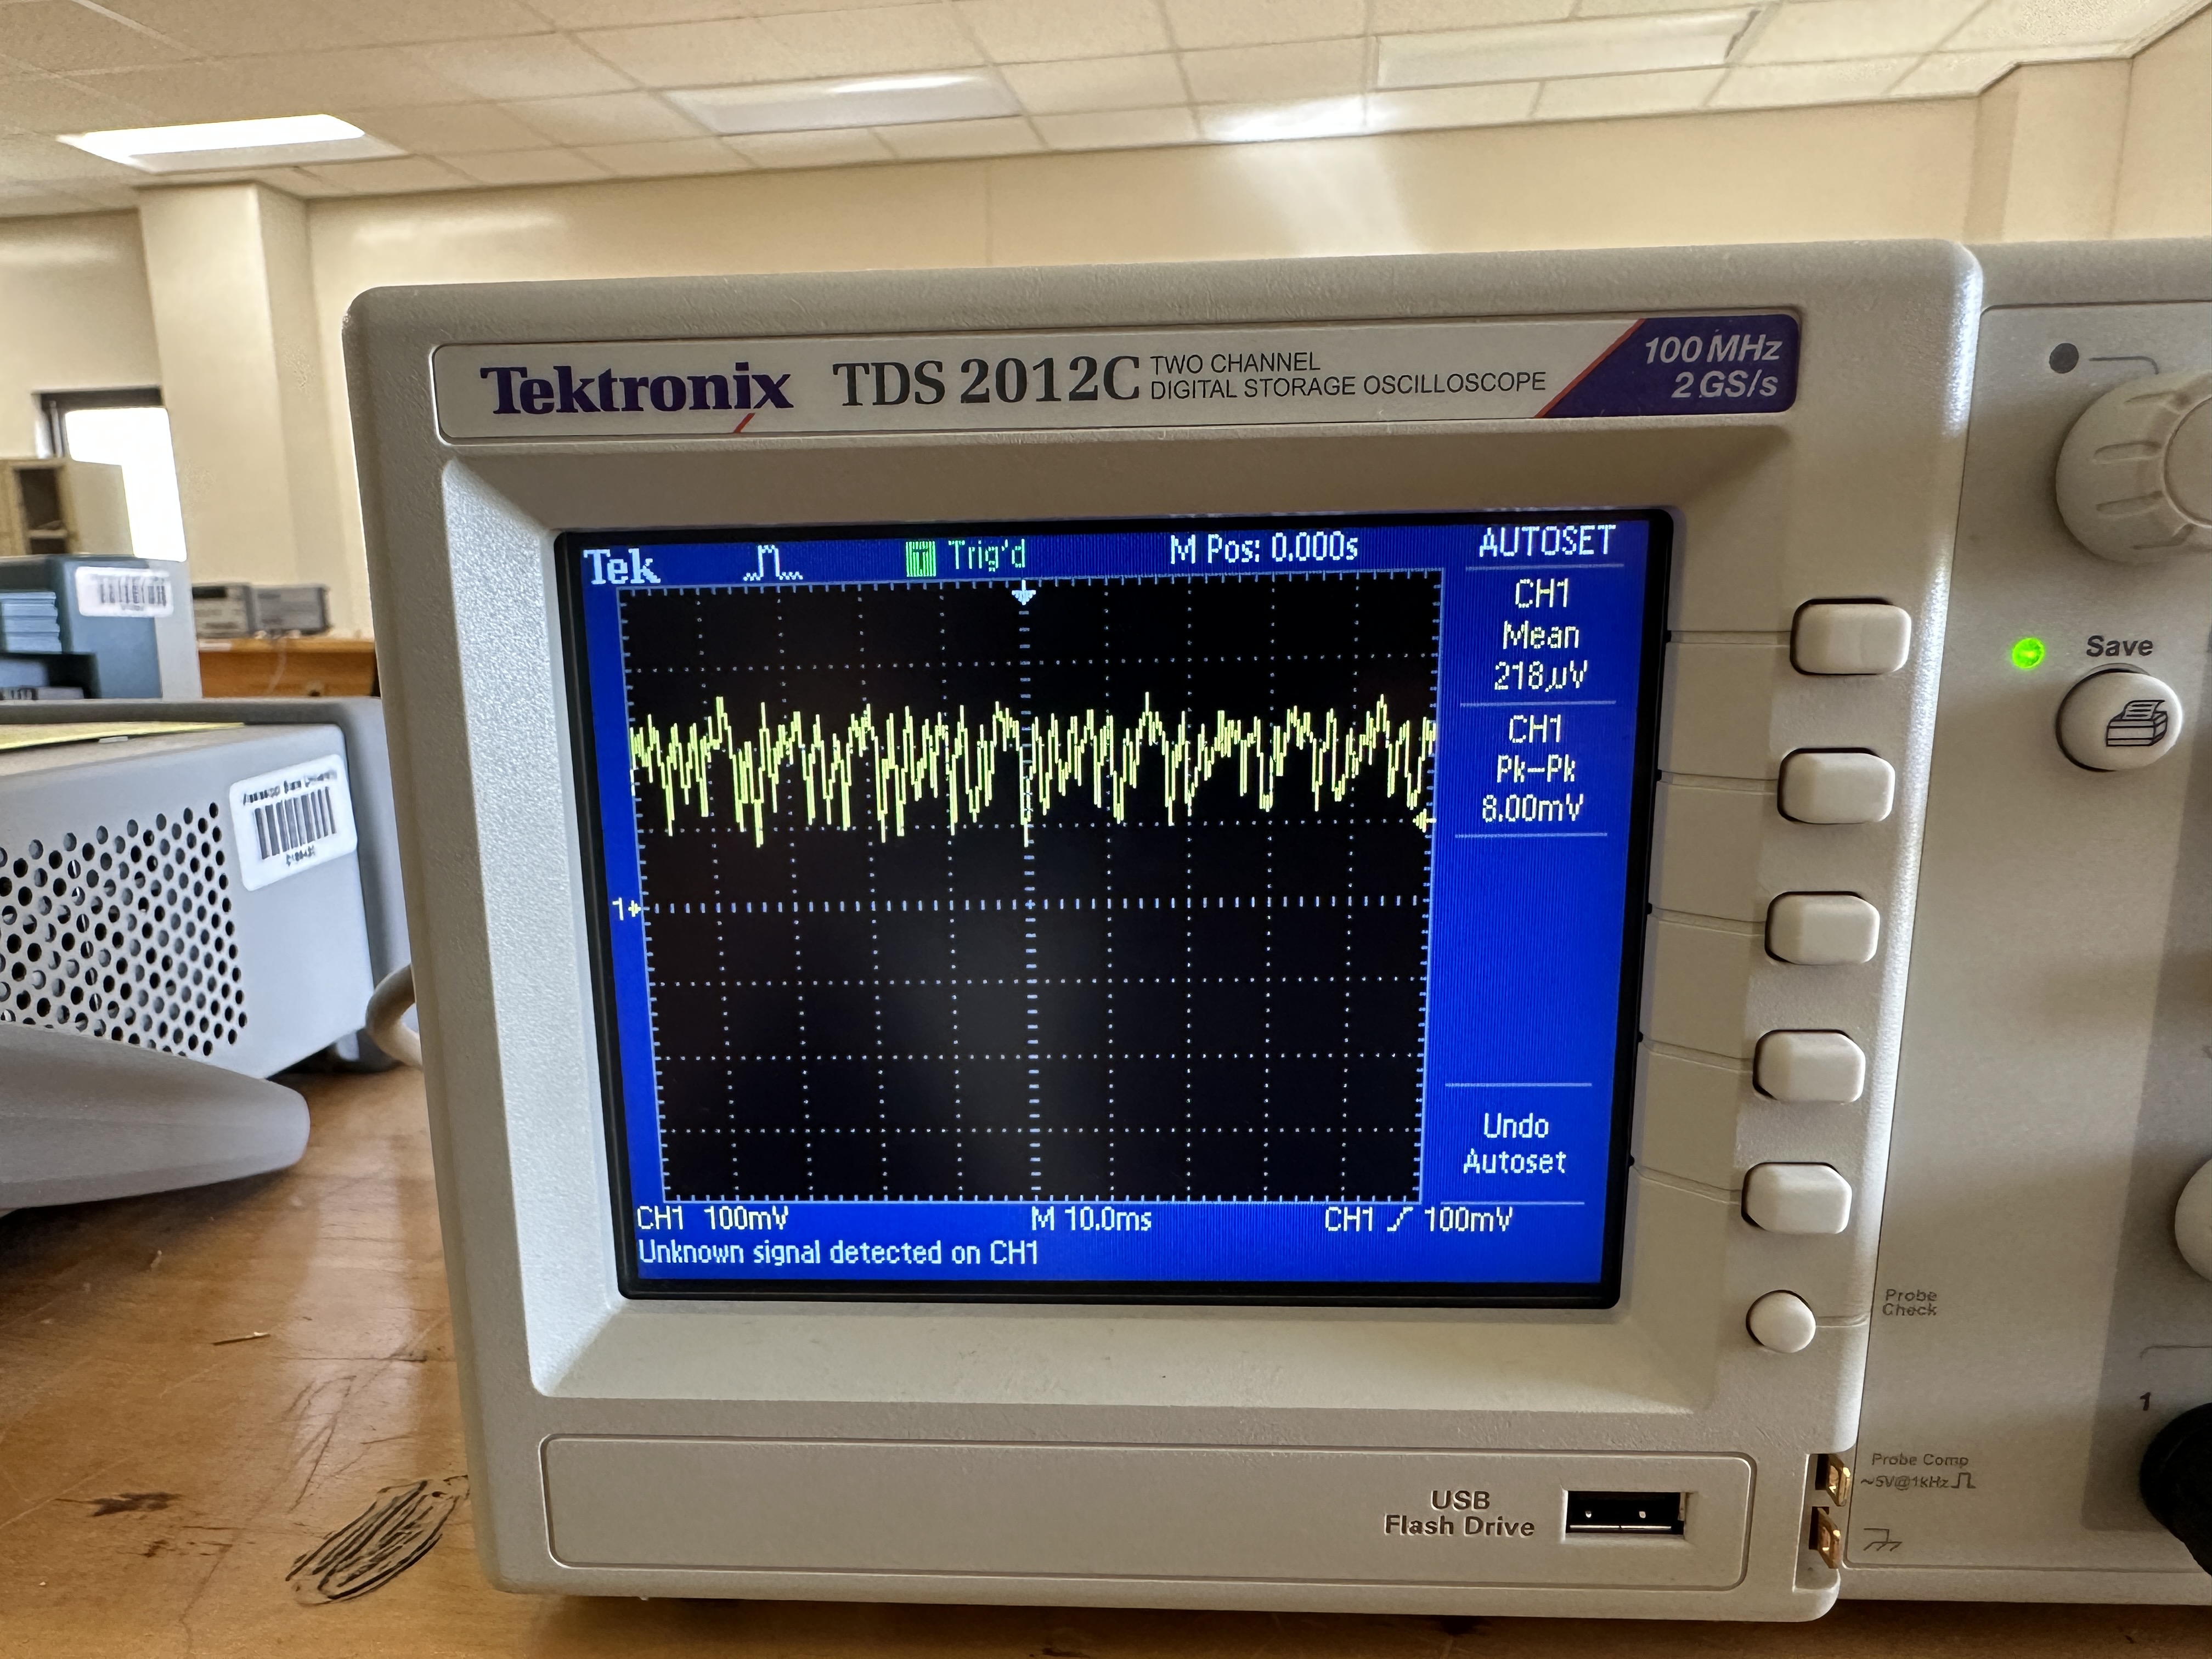 Tektronix TDS 2012C TWO CHANNEL
DIGITAL STORAGE OSCILLOSCOPE
100 MHz
2 GS/s
Tek Trig'd M Pos: 0.000s
AUTOSET
CH1
Mean
218µV
CH1
Pk-Pk
8.00mV
Undo
Autoset
1
CH1 100mV M 10.0ms CH1 100mV
Unknown signal detected on CH1
Save
Probe
Check
1
Probe Comp
~5V@1kHz
USB
Flash Drive